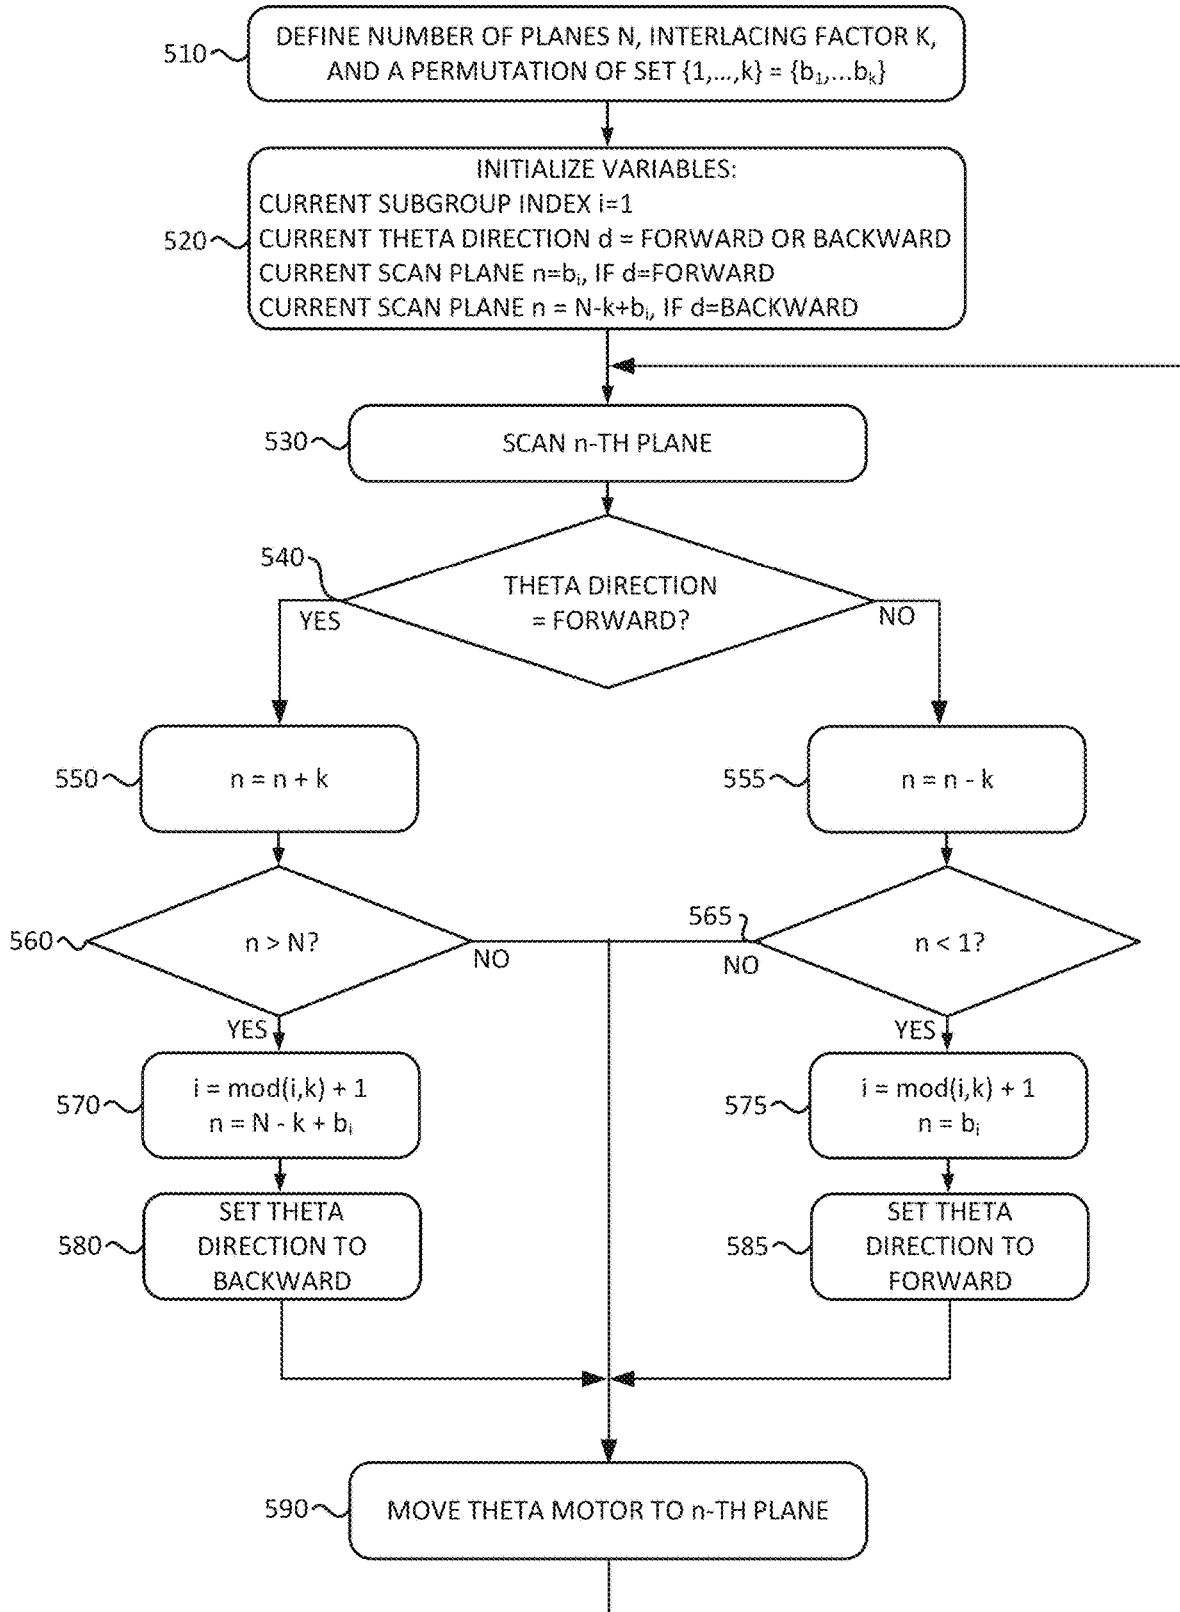 510
DEFINE NUMBER OF PLANES N, INTERLACING FACTOR K,
AND A PERMUTATION OF SET {1,...,k} = {b₁,...bₖ}
520
INITIALIZE VARIABLES:
CURRENT SUBGROUP INDEX i=1
CURRENT THETA DIRECTION d = FORWARD OR BACKWARD
CURRENT SCAN PLANE n=bᵢ, IF d=FORWARD
CURRENT SCAN PLANE n = N-k+bᵢ, IF d=BACKWARD
530
SCAN n-TH PLANE
540
THETA DIRECTION
= FORWARD?
YES
NO
550
n = n + k
555
n = n - k
560
n > N?
NO
YES
565
n < 1?
NO
YES
570
i = mod(i,k) + 1
n = N - k + bᵢ
575
i = mod(i,k) + 1
n = bᵢ
580
SET THETA
DIRECTION TO
BACKWARD
585
SET THETA
DIRECTION TO
FORWARD
590
MOVE THETA MOTOR TO n-TH PLANE